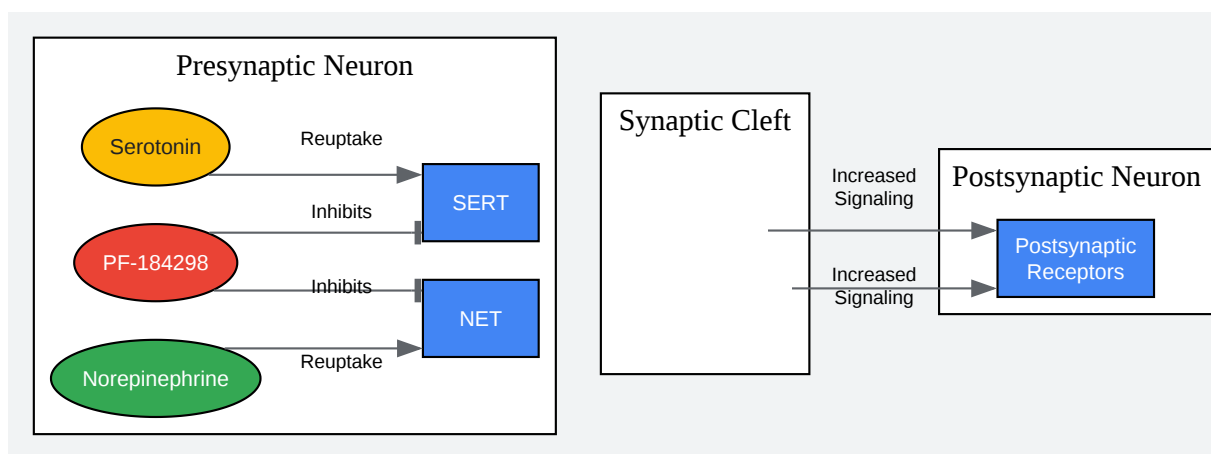 Presynaptic Neuron
Serotonin
Reuptake
SERT
Inhibits
PF-184298
Inhibits
NET
Norepinephrine
Reuptake
Synaptic Cleft
Increased
Signaling
Increased
Signaling
Postsynaptic Neuron
Postsynaptic
Receptors